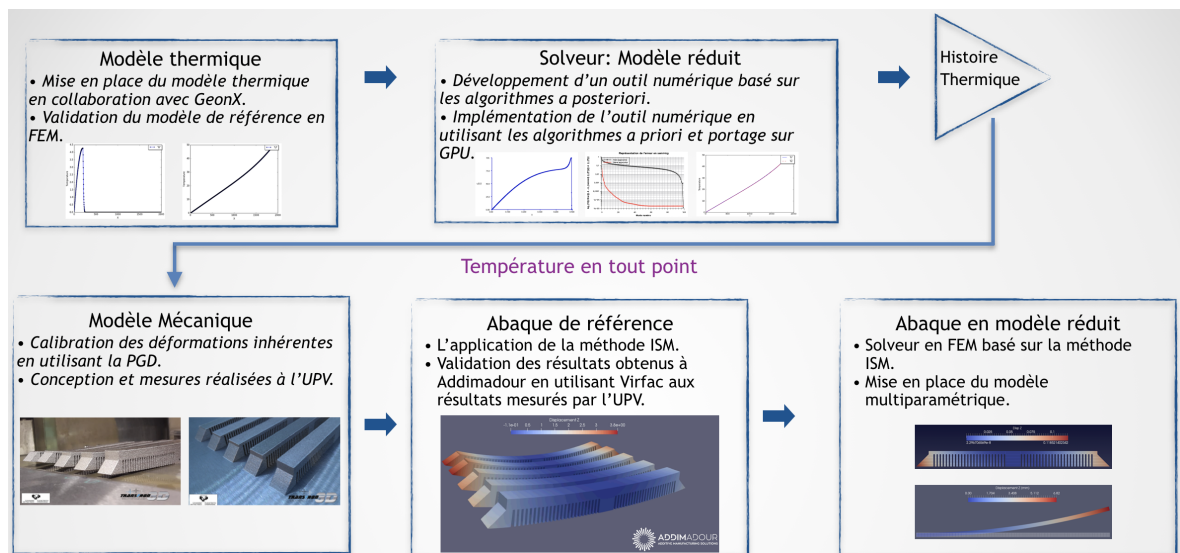 Modèle thermique
• Mise en place du modèle thermique
en collaboration avec GeonX.
• Validation du modèle de référence en
FEM.
Solveur: Modèle réduit
• Développement d'un outil numérique basé sur
les algorithmes a posteriori.
• Implémentation de l'outil numérique en
utilisant les algorithmes a priori et portage sur
GPU.
Histoire
Thermique
Température en tout point
Modèle Mécanique
• Calibration des déformations inhérentes
en utilisant la PGD.
• Conception et mesures réalisées à l'UPV.
Abaque de référence
• L'application de la méthode ISM.
• Validation des résultats obtenus à
Addimadour en utilisant Virfac aux
résultats mesurés par l'UPV.
Displacement Z
ADDIMADOUR
ADDITIVE MANUFACTURING SOLUTIONS
Abaque en modèle réduit
• Solveur en FEM basé sur la méthode
ISM.
• Mise en place du modèle
multiparamétrique.